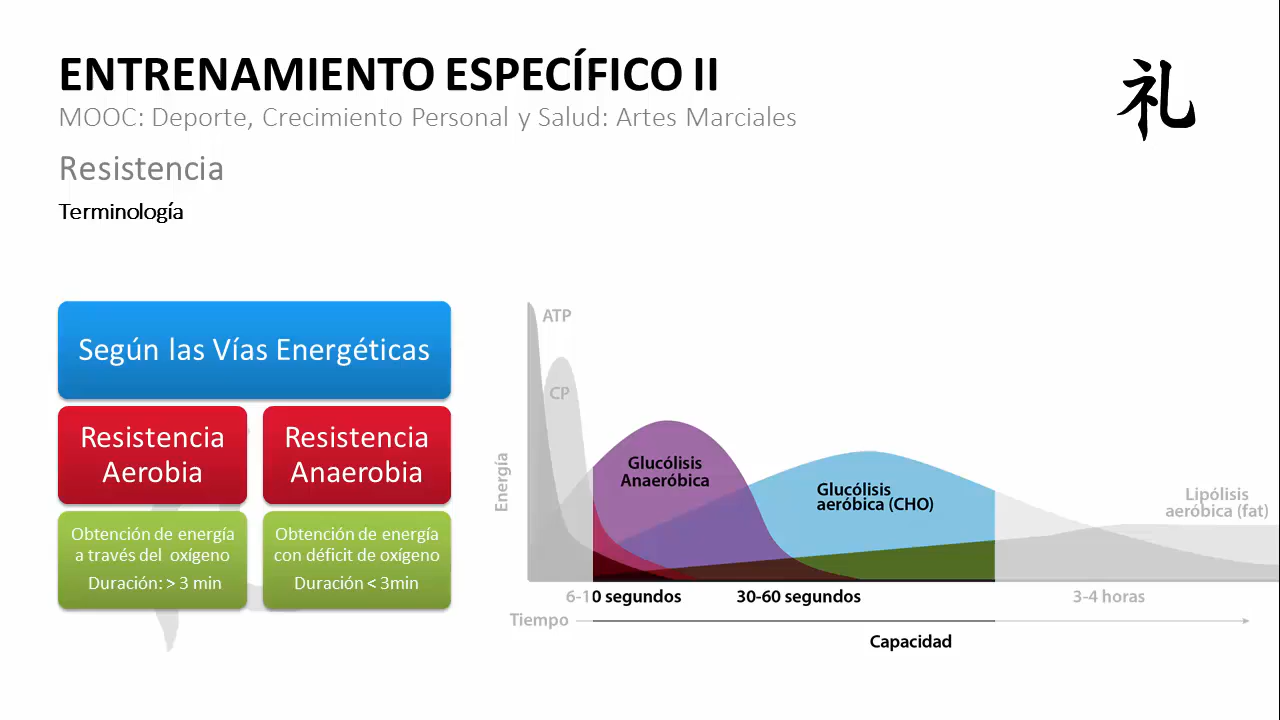 ENTRENAMIENTO ESPECÍFICO II
MOOC: Deporte, Crecimiento Personal y Salud: Artes Marciales
礼
Resistencia
Terminología
Según las Vías Energéticas
Resistencia
Aerobia
Resistencia
Anaerobia
Obtención de energía
a través del oxígeno
Duración: > 3 min
Obtención de energía
con déficit de oxígeno
Duración < 3min
ATP
CP
Energía
Glucólisis
Anaeróbica
Glucólisis
aeróbica (CHO)
Lipólisis
aeróbica (fat)
6-10 segundos
30-60 segundos
3-4 horas
Tiempo
Capacidad